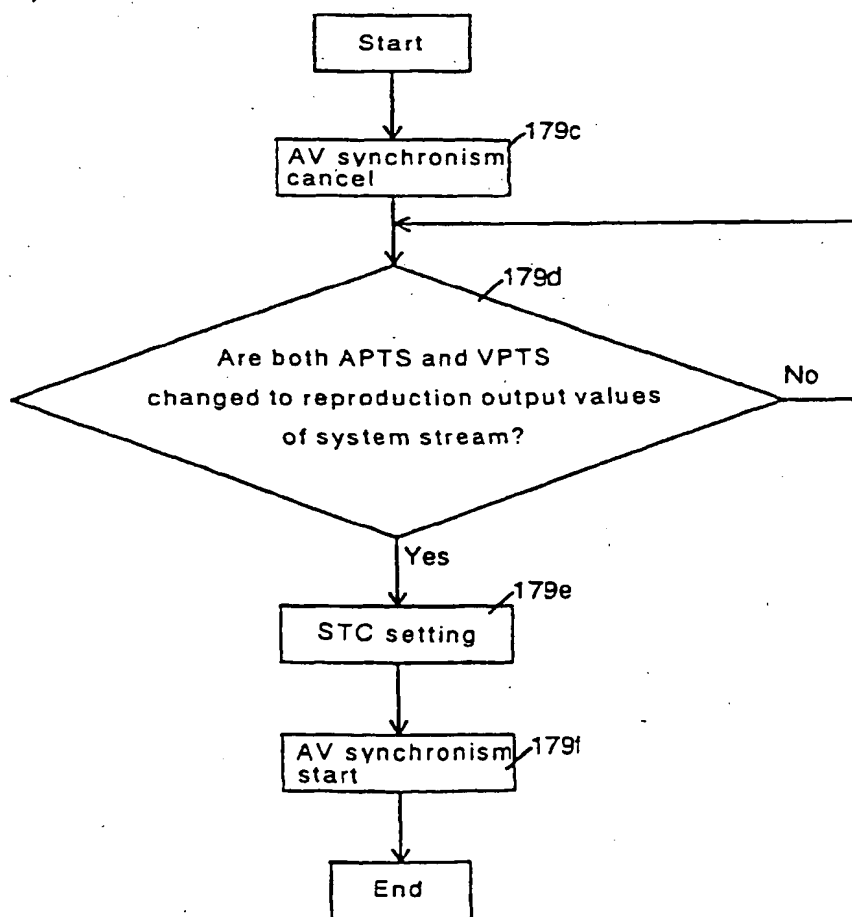 Start
179c
AV synchronism
cancel
179d
Are both APTS and VPTS
changed to reproduction output values
of system stream?
No
Yes
179e
STC setting
AV synchronism
start
179f
End